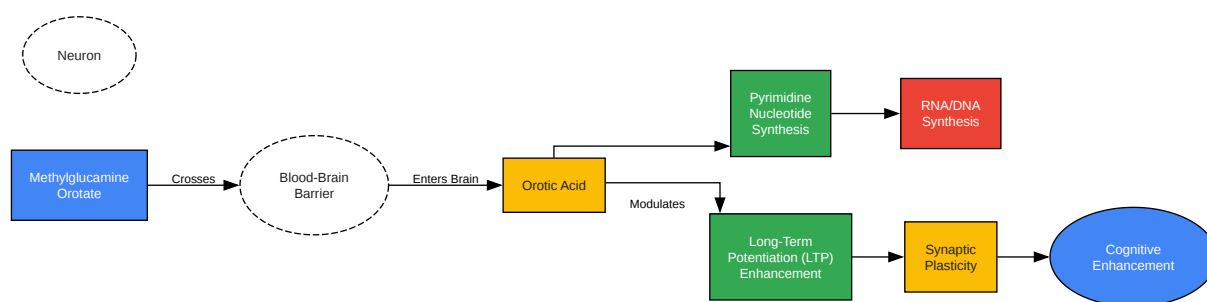 Neuron
Methylglucamine
Orotate
Crosses
Blood-Brain
Barrier
Enters Brain
Orotic Acid
Modulates
Pyrimidine
Nucleotide
Synthesis
RNA/DNA
Synthesis
Long-Term
Potentiation (LTP)
Enhancement
Synaptic
Plasticity
Cognitive
Enhancement